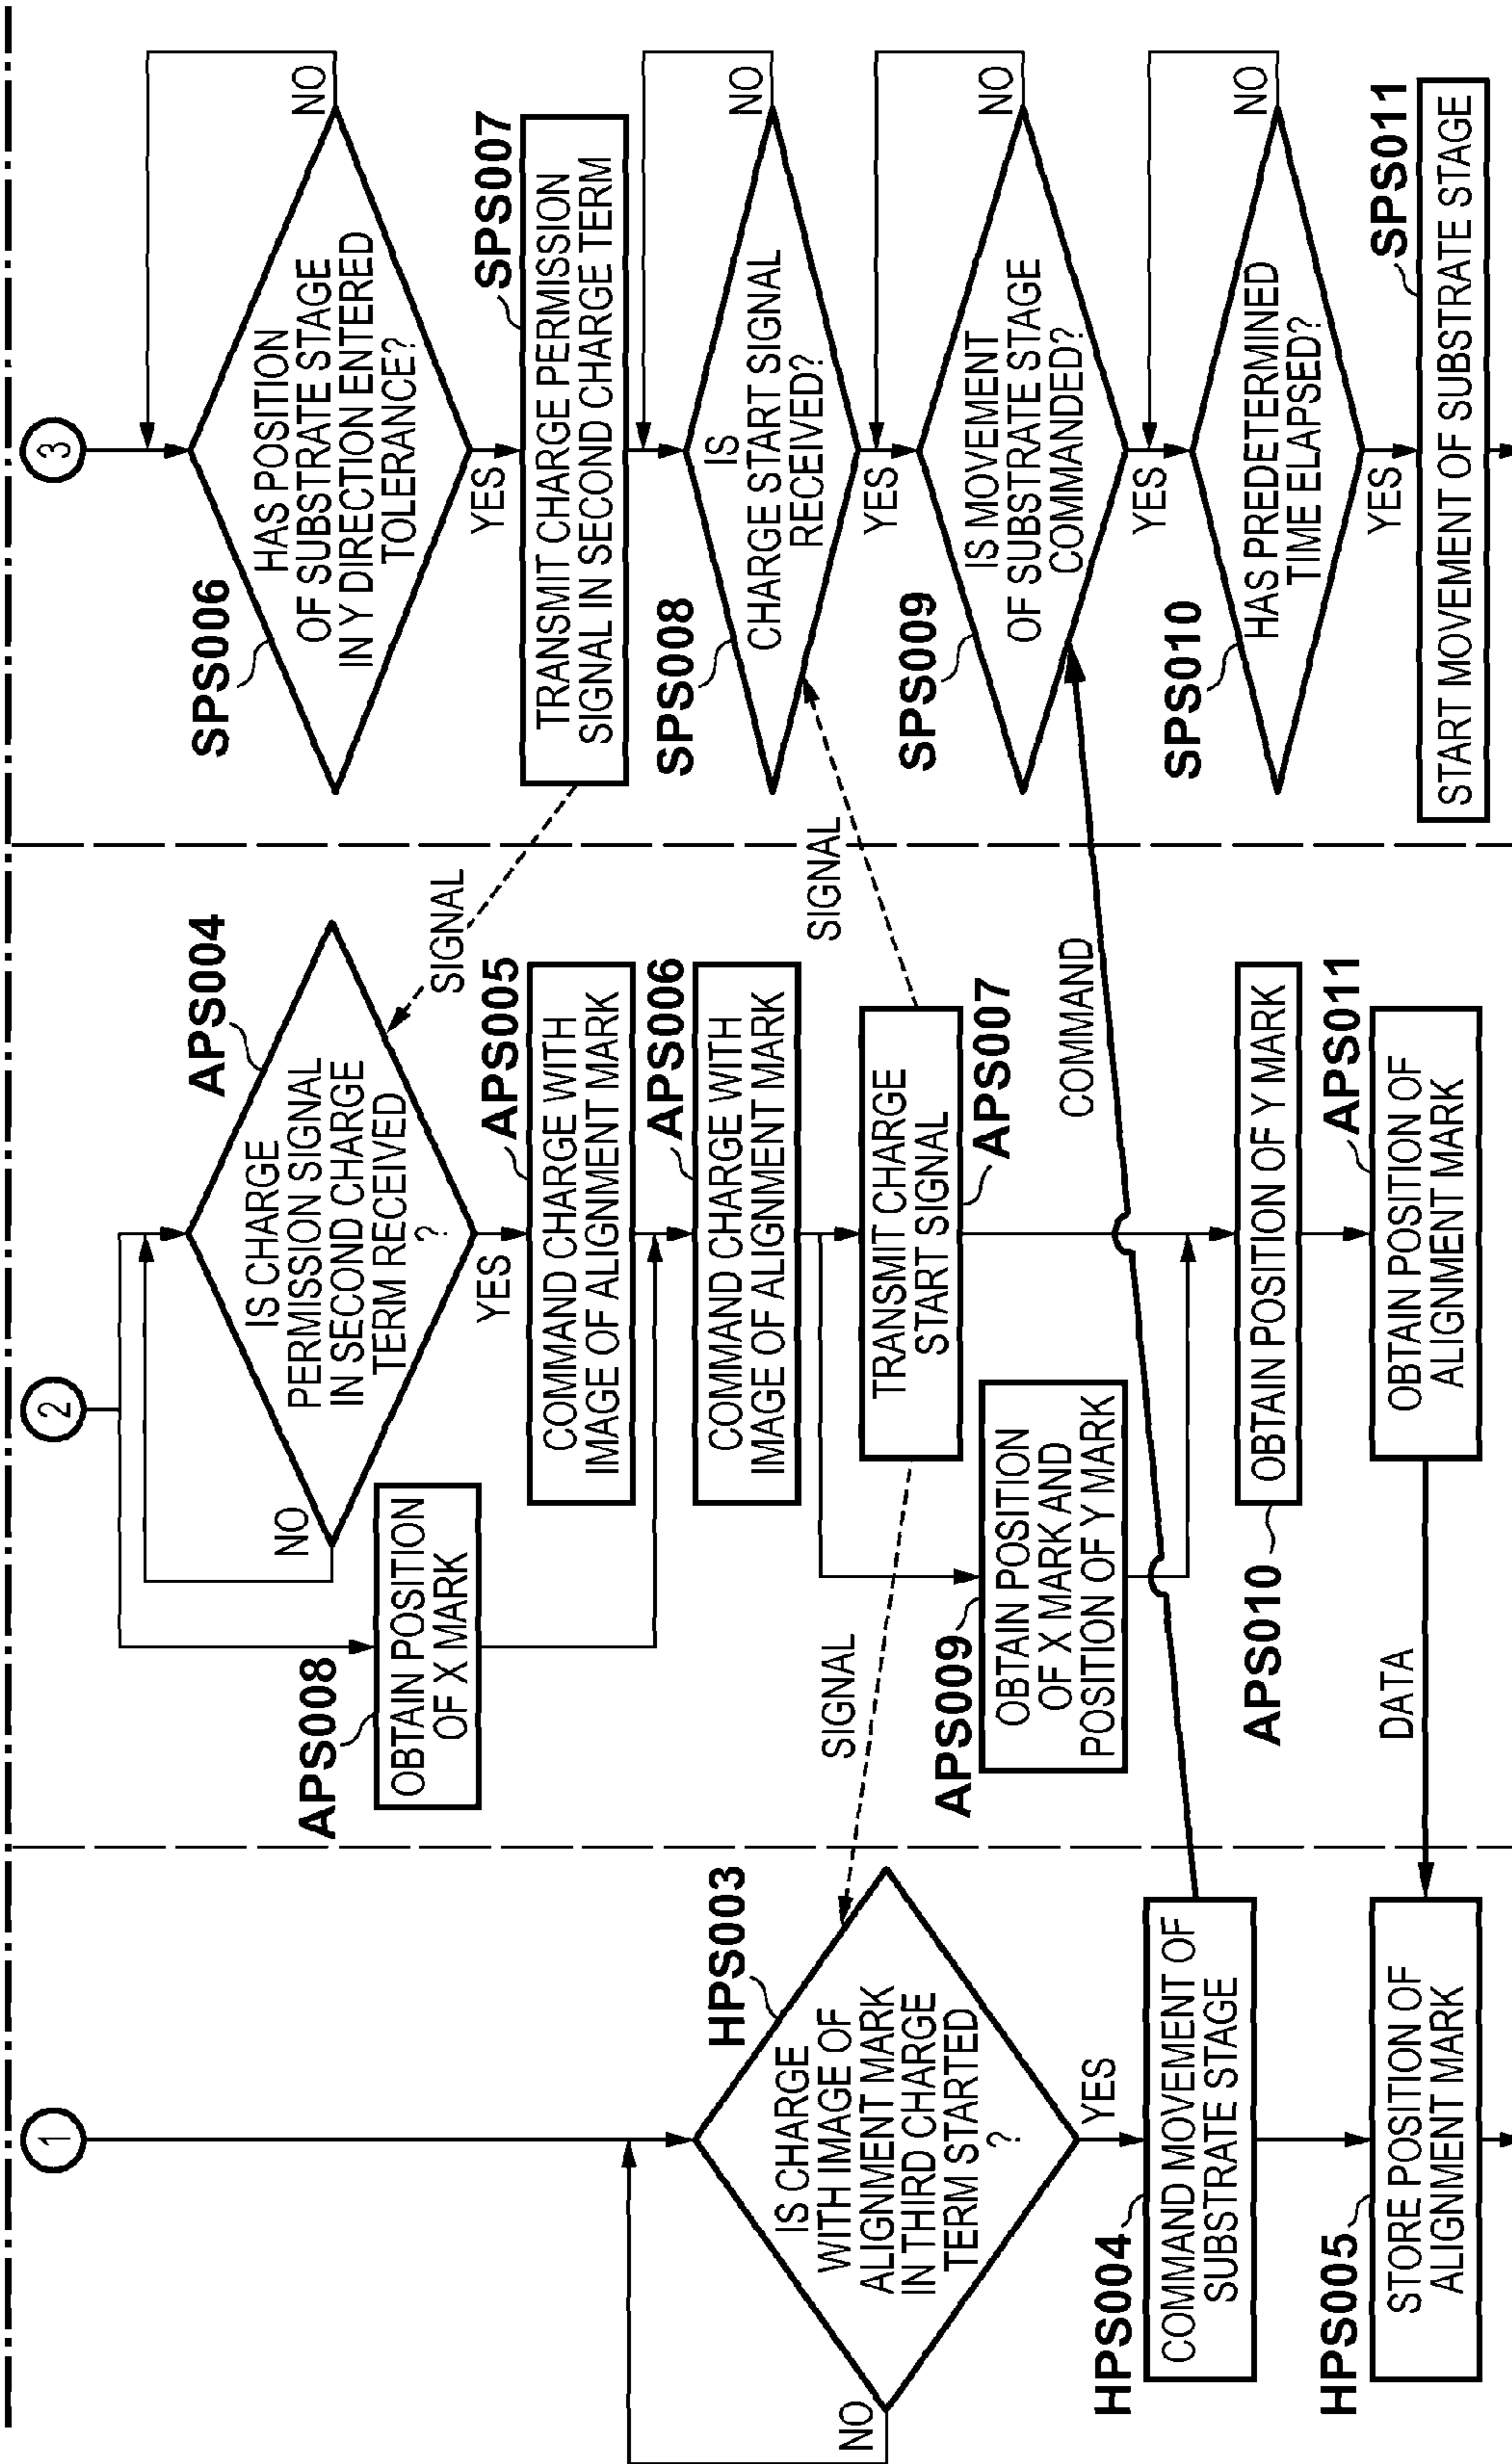 1
HPS003
IS CHARGE
WITH IMAGE OF
ALIGNMENT MARK
IN THIRD CHARGE
TERM STARTED
?
NO
YES
HPS004
COMMAND MOVEMENT OF
SUBSTRATE STAGE
HPS005
STORE POSITION OF
ALIGNMENT MARK
2
APS004
IS CHARGE
PERMISSION SIGNAL
IN SECOND CHARGE
TERM RECEIVED
?
NO
YES
APS008
OBTAIN POSITION
OF X MARK
APS005
COMMAND CHARGE WITH
IMAGE OF ALIGNMENT MARK
APS006
COMMAND CHARGE WITH
IMAGE OF ALIGNMENT MARK
TRANSMIT CHARGE
START SIGNAL
APS007
SIGNAL
APS009
OBTAIN POSITION
OF X MARK AND
POSITION OF Y MARK
OBTAIN POSITION OF Y MARK
APS010
APS011
OBTAIN POSITION OF
ALIGNMENT MARK
DATA
SIGNAL
SIGNAL
COMMAND
3
SPS006
HAS POSITION
OF SUBSTRATE STAGE
IN Y DIRECTION ENTERED
TOLERANCE?
NO
YES
SPS007
TRANSMIT CHARGE PERMISSION
SIGNAL IN SECOND CHARGE TERM
SPS008
IS
CHARGE START SIGNAL
RECEIVED?
NO
YES
SPS009
IS MOVEMENT
OF SUBSTRATE STAGE
COMMANDED?
NO
YES
SPS010
HAS PREDETERMINED
TIME ELAPSED?
NO
YES
SPS011
START MOVEMENT OF SUBSTRATE STAGE